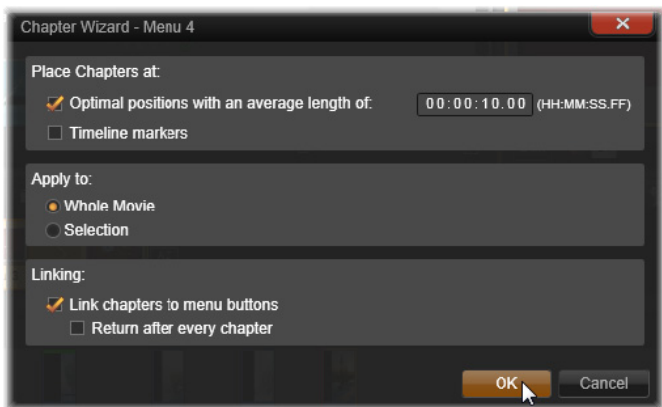 Chapter Wizard - Menu 4
Place Chapters at:
Optimal positions with an average length of: 00:00:10.00 (HH:MM:SS.FF)
Timeline markers
Apply to:
Whole Movie
Selection
Linking:
Link chapters to menu buttons
Return after every chapter
OK Cancel